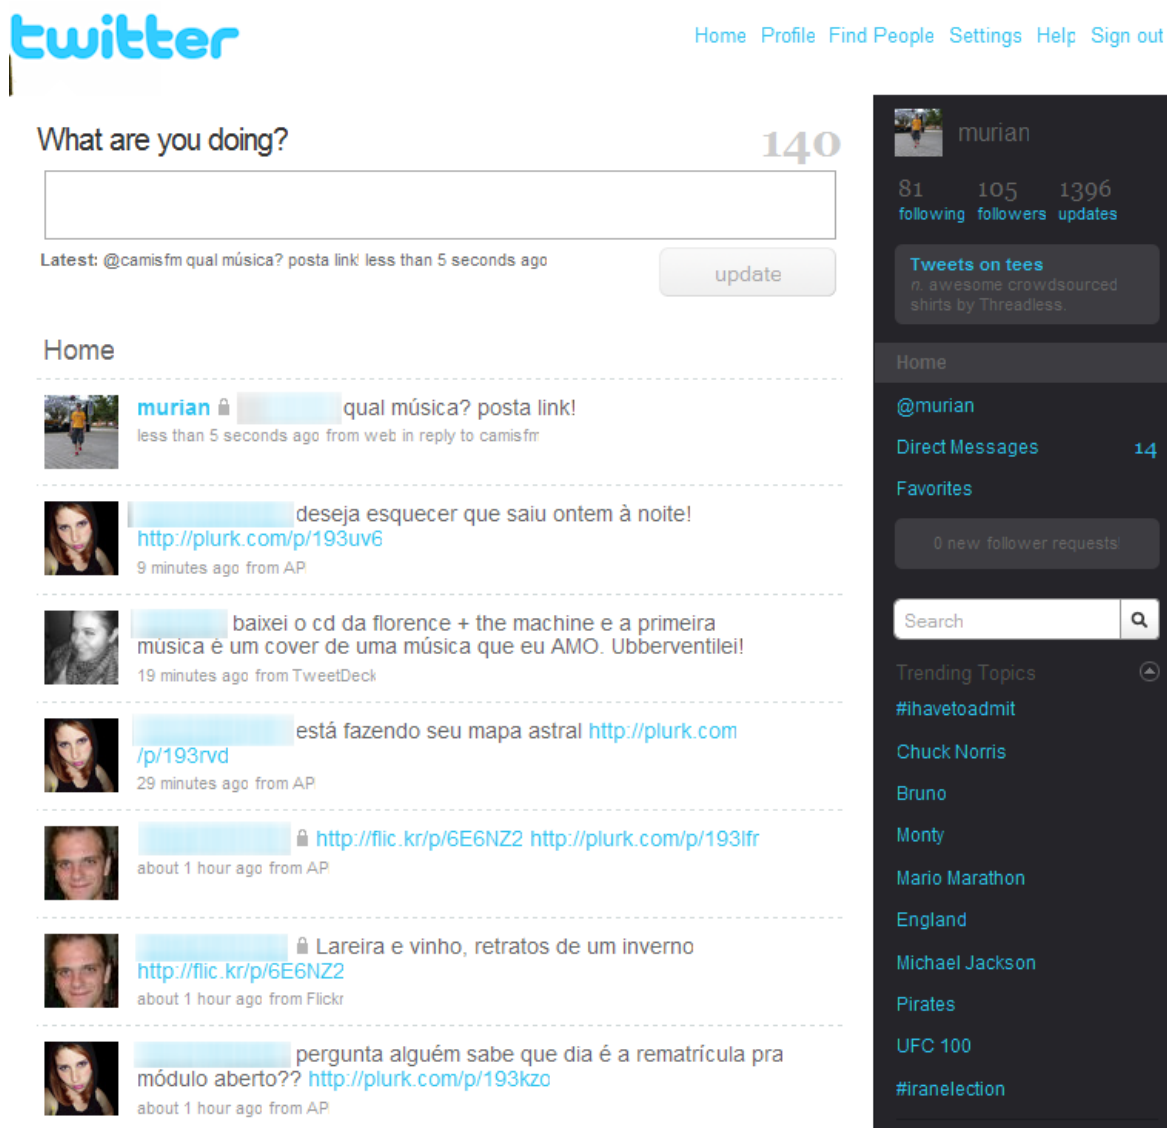 twitter
Home Profile Find People Settings Help Sign out
What are you doing?
140
Latest: @camisfm qual música? posta link! less than 5 seconds ago
update
Home
murian qual música? posta link!
less than 5 seconds ago from web in reply to camisfm
deseja esquecer que saiu ontem à noite!
http://plurk.com/p/193uv6
9 minutes ago from API
baixei o cd da florence + the machine e a primeira
música é um cover de uma música que eu AMO. Ubberventilei!
19 minutes ago from TweetDeck
está fazendo seu mapa astral http://plurk.com
/p/193rvd
29 minutes ago from API
http://flic.kr/p/6E6NZ2 http://plurk.com/p/193lfr
about 1 hour ago from API
Lareira e vinho, retratos de um inverno
http://flic.kr/p/6E6NZ2
about 1 hour ago from Flickr
pergunta alguém sabe que dia é a rematrícula pra
módulo aberto?? http://plurk.com/p/193kzo
about 1 hour ago from API
murian
81 105 1396
following followers updates
Tweets on tees
n. awesome crowdsourced
shirts by Threadless.
Home
@murian
Direct Messages 14
Favorites
0 new follower requests!
Search
Trending Topics
#ihavetoadmit
Chuck Norris
Bruno
Monty
Mario Marathon
England
Michael Jackson
Pirates
UFC 100
#iranelection